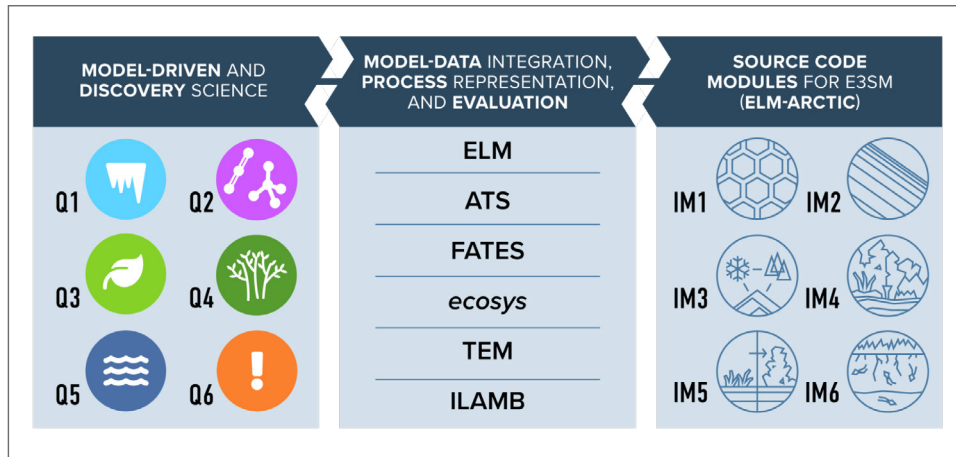 MODEL-DRIVEN AND
DISCOVERY SCIENCE
MODEL-DATA INTEGRATION,
PROCESS REPRESENTATION,
AND EVALUATION
SOURCE CODE
MODULES FOR E3SM
(ELM-ARCTIC)
Q1
Q2
Q3
Q4
Q5
Q6
ELM
ATS
FATES
ecosys
TEM
ILAMB
IM1
IM2
IM3
IM4
IM5
IM6